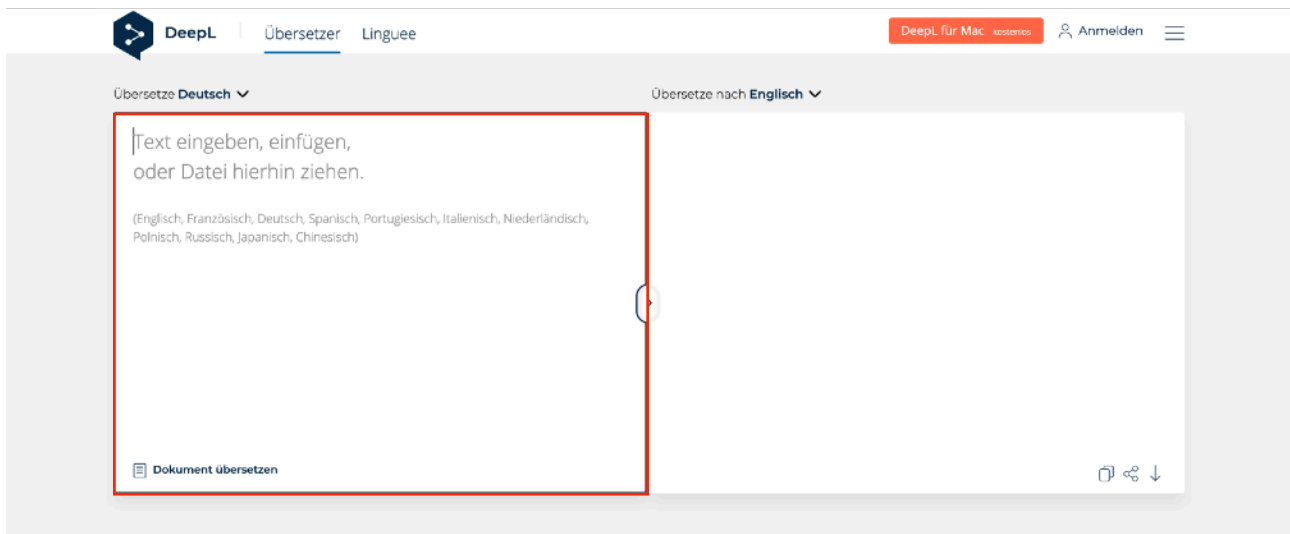 DeepL Übersetzer Linguee DeepL für Mac kostenlos Anmelden
Übersetze Deutsch Übersetze nach Englisch
Text eingeben, einfügen,
oder Datei hierhin ziehen.
(Englisch, Französisch, Deutsch, Spanisch, Portugiesisch, Italienisch, Niederländisch,
Polnisch, Russisch, Japanisch, Chinesisch)
Dokument übersetzen